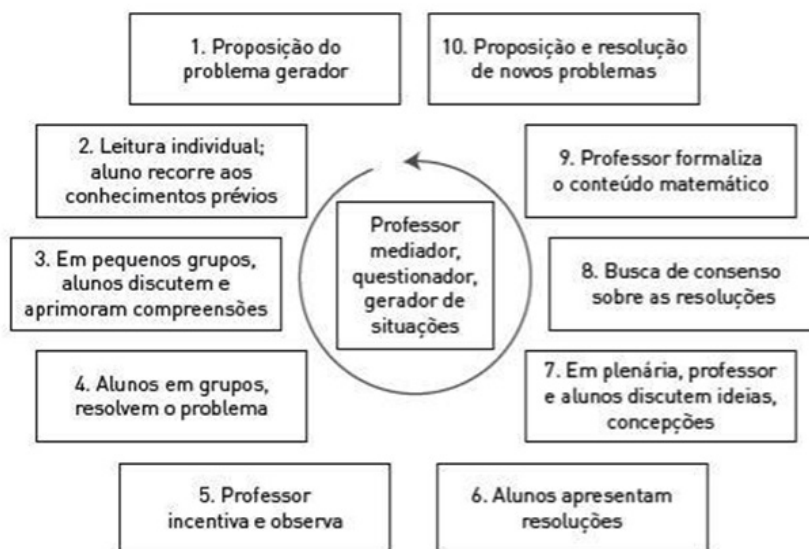 1. Proposição do
problema gerador
2. Leitura individual;
aluno recorre aos
conhecimentos prévios
3. Em pequenos grupos,
alunos discutem e
aprimoram compreensões
4. Alunos em grupos,
resolvem o problema
5. Professor
incentiva e observa
6. Alunos apresentam
resoluções
7. Em plenária, professor
e alunos discutem ideias,
concepções
8. Busca de consenso
sobre as resoluções
9. Professor formaliza
o conteúdo matemático
10. Proposição e resolução
de novos problemas
Professor
mediador,
questionador,
gerador de
situações